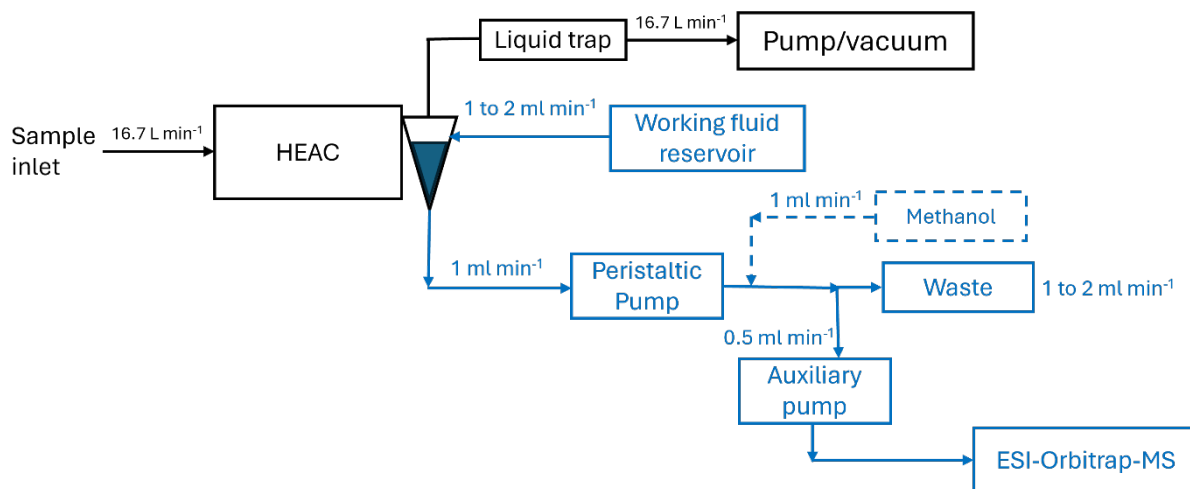 16.7 L min⁻¹
Liquid trap
Pump/vacuum
Sample
inlet
16.7 L min⁻¹
HEAC
1 to 2 ml min⁻¹
Working fluid
reservoir
1 ml min⁻¹
Methanol
1 ml min⁻¹
Peristaltic
Pump
Waste
1 to 2 ml min⁻¹
0.5 ml min⁻¹
Auxiliary
pump
ESI-Orbitrap-MS